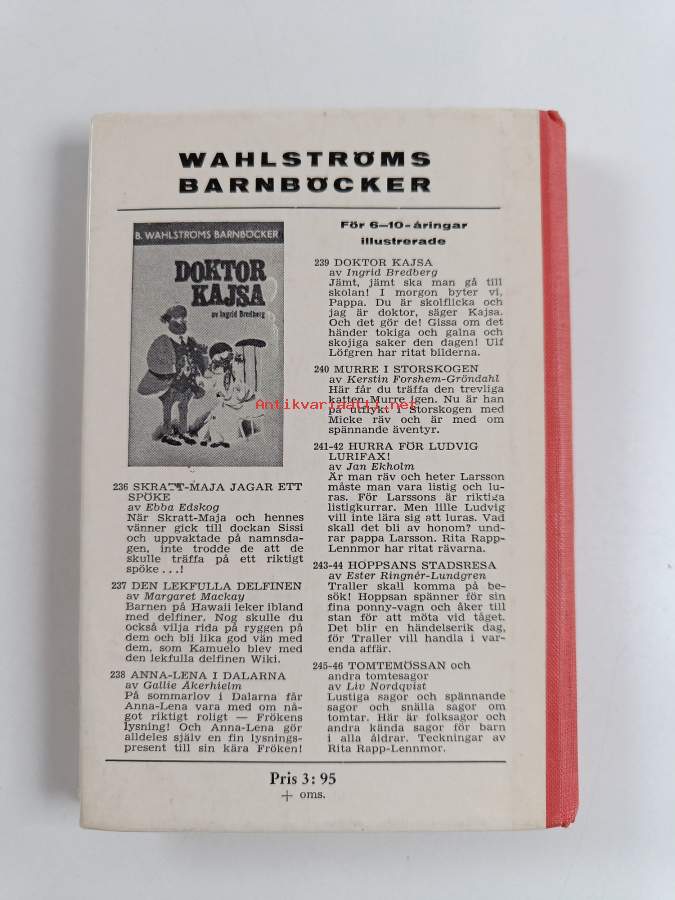 WAHLSTRÖMS
BARNBÖCKER
B. WAHLSTRÖMS BARNBÖCKER
DOKTOR
KAJSA
av Ingrid Bredberg
236 SKRATT-MAJA JAGAR ETT
SPÖKE
av Ebba Edskog
När Skratt-Maja och hennes
vänner gick till dockan Sissi
och uppvaktade på namnsda-
gen, inte trodde de att de
skulle träffa på ett riktigt
spöke . . .!
237 DEN LEKFULLA DELFINEN
av Margaret Mackay
Barnen på Hawaii leker ibland
med delfiner. Nog skulle du
också vilja rida på ryggen på
dem och bli lika god vän med
dem, som Kamuelo blev med
den lekfulla delfinen Wiki.
238 ANNA-LENA I DALARNA
av Gallie Åkerhielm
På sommarlov i Dalarna får
Anna-Lena vara med om nå-
got riktigt roligt — Frökens
lysning! Och Anna-Lena gör
alldeles själv en fin lysnings-
present till sin kära Fröken!
För 6—10-åringar
illustrerade
239 DOKTOR KAJSA
av Ingrid Bredberg
Jämt, jämt ska man gå till
skolan! I morgon byter vi,
Pappa. Du är skolflicka och
jag är doktor, säger Kajsa.
Och det gör de! Gissa om det
händer tokiga och galna och
skojiga saker den dagen! Ulf
Löfgren har ritat bilderna.
240 MURRE I STORSKOGEN
av Kerstin Forshem-Gröndahl
Här får du träffa den trevliga
katten Murre igen. Nu är han
på utflykt i Storskogen med
Micke räv och är med om
spännande äventyr.
241-42 HURRA FÖR LUDVIG
LURIFAX!
av Jan Ekholm
Är man räv och heter Larsson
måste man vara listig och lu-
ras. För Larssons är riktiga
listigkurrar. Men lille Ludvig
vill inte lära sig att luras. Vad
skall det bli av honom? und-
rar pappa Larsson. Rita Rapp-
Lennmor har ritat rävarna.
243-44 HOPPSANS STADSRESA
av Ester Ringnér-Lundgren
Traller skall komma på be-
sök! Hoppsan spänner för sin
fina ponny-vagn och åker till
stan för att möta vid tåget.
Det blir en händelserik dag,
för Traller vill handla i var-
enda affär.
245-46 TOMTEMÖSSAN och
andra tomtesagor
av Liv Nordqvist
Lustiga sagor och spännande
sagor och snälla sagor om
tomtar. Här är folksagor och
andra kända sagor för barn
i alla åldrar. Teckningar av
Rita Rapp-Lennmor.
Pris 3: 95
+ oms.
Antikvariaatti.net